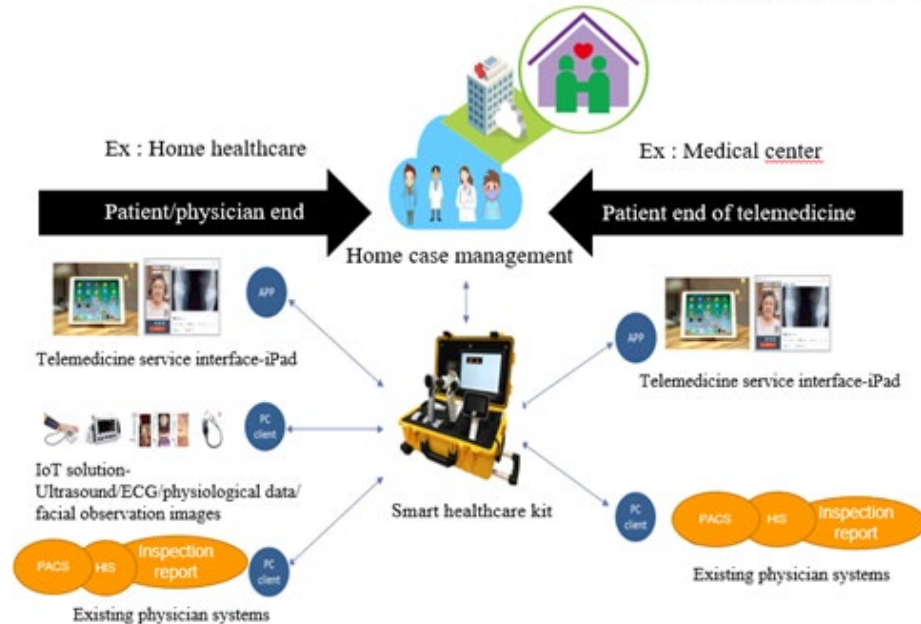 Ex : Home healthcare
Ex : Medical center
Patient/physician end
Patient end of telemedicine
Home case management
APP
Telemedicine service interface-iPad
APP
Telemedicine service interface-iPad
PC
client
IoT solution-
Ultrasound/ECG/physiological data/
facial observation images
Smart healthcare kit
PACS
HIS
Inspection
report
PC
client
Existing physician systems
PC
client
PACS
HIS
Inspection
report
Existing physician systems